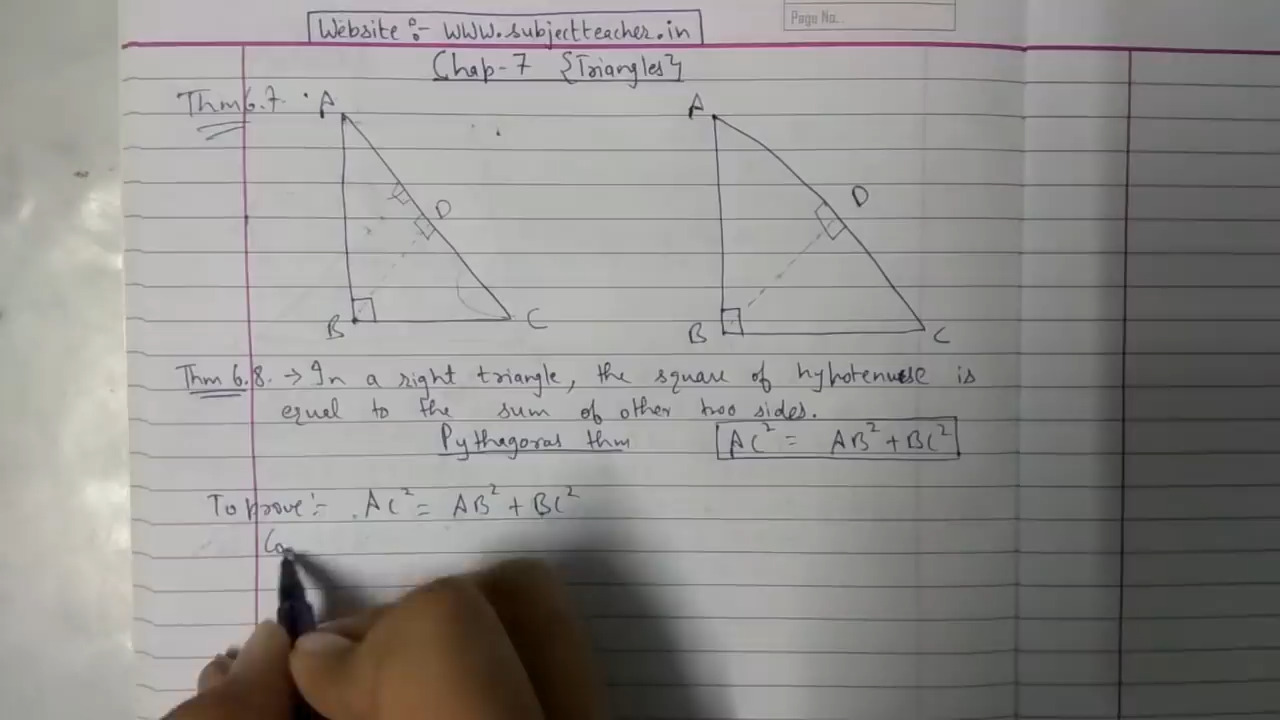 Page No..
Website :- www.subjectteacher.in
Chap-7 {Triangles}
Thm 6.7.
A
D
B
C
A
D
B
C
Thm 6.8. → In a right triangle, the square of hypotenuse is
equal to the sum of other two sides.
Pythagoras thm AC² = AB² + BC²
To prove :- AC² = AB² + BC²
Co